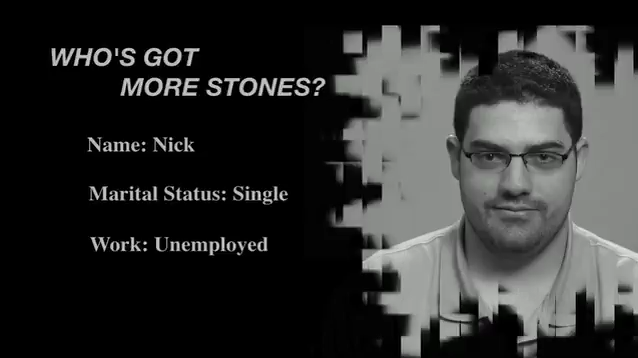 WHO'S GOT
MORE STONES?
Name: Nick
Marital Status: Single
Work: Unemployed